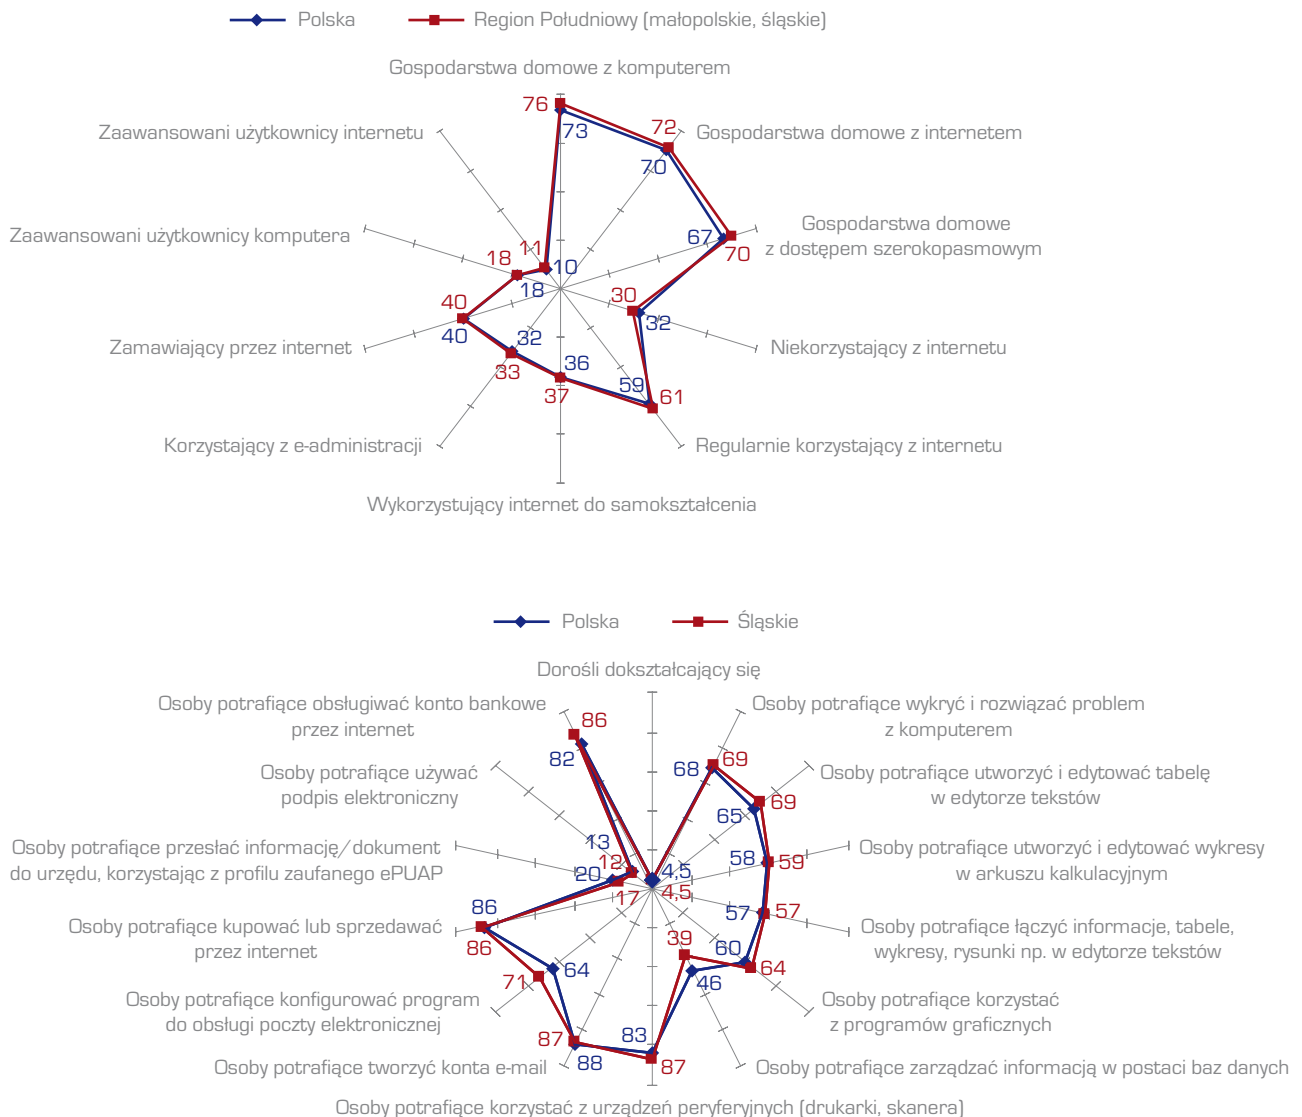 Polska
Region Południowy (małopolskie, śląskie)
Gospodarstwa domowe z komputerem
76
73
Zaawansowani użytkownicy internetu
72
Gospodarstwa domowe z internetem
70
Zaawansowani użytkownicy komputera
Gospodarstwa domowe
z dostępem szerokopasmowym
67
70
18
11
10
18
30
32
40
40
Zamawiający przez internet
Niekorzystający z internetu
32
33
36
37
59
61
Korzystający z e-administracji
Regularnie korzystający z internetu
Wykorzystujący internet do samokształcenia
Polska
Śląskie
Dorośli dokształcający się
Osoby potrafiące obsługiwać konto bankowe
przez internet
86
82
Osoby potrafiące wykryć i rozwiązać problem
z komputerem
68
69
Osoby potrafiące używać
podpis elektroniczny
Osoby potrafiące utworzyć i edytować tabelę
w edytorze tekstów
65
69
Osoby potrafiące przesłać informację/dokument
do urzędu, korzystając z profilu zaufanego ePUAP
13
12
20
17
4,5
4,5
58
59
Osoby potrafiące utworzyć i edytować wykresy
w arkuszu kalkulacyjnym
Osoby potrafiące kupować lub sprzedawać
przez internet
86
86
57
57
Osoby potrafiące łączyć informacje, tabele,
wykresy, rysunki np. w edytorze tekstów
Osoby potrafiące konfigurować program
do obsługi poczty elektronicznej
71
64
39
46
60
64
Osoby potrafiące korzystać
z programów graficznych
Osoby potrafiące tworzyć konta e-mail
87
88
83
87
Osoby potrafiące zarządzać informacją w postaci baz danych
Osoby potrafiące korzystać z urządzeń peryferyjnych (drukarki, skanera)